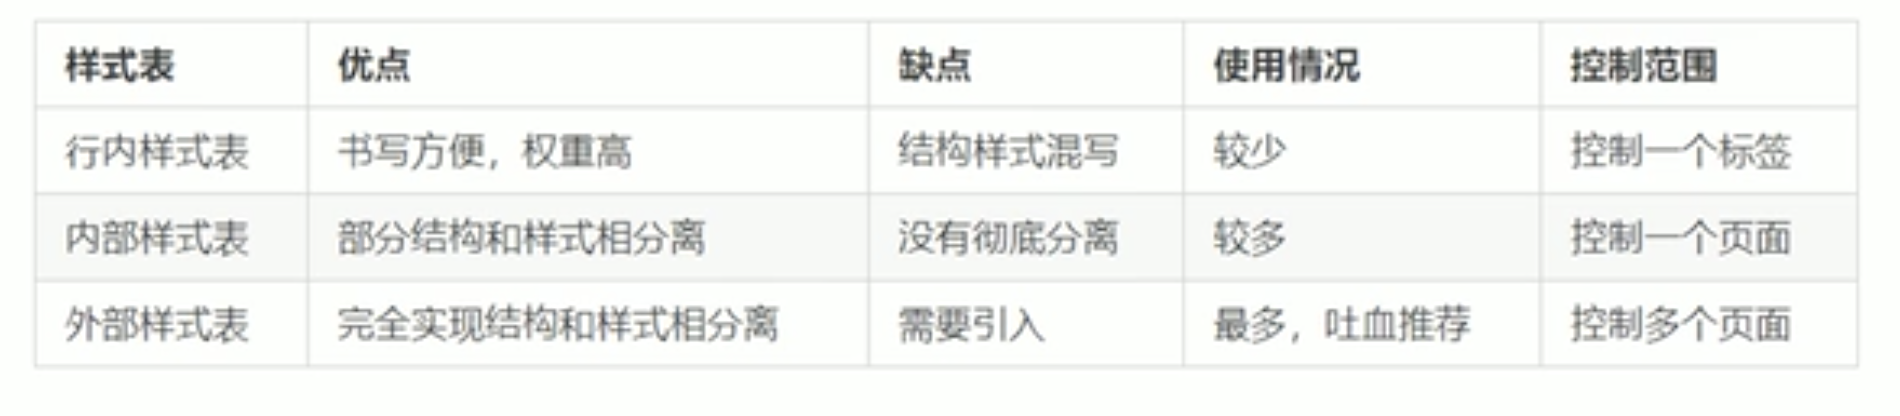 样式表 优点 缺点 使用情况 控制范围
行内样式表 书写方便，权重高 结构样式混写 较少 控制一个标签
内部样式表 部分结构和样式相分离 没有彻底分离 较多 控制一个页面
外部样式表 完全实现结构和样式相分离 需要引入 最多，吐血推荐 控制多个页面